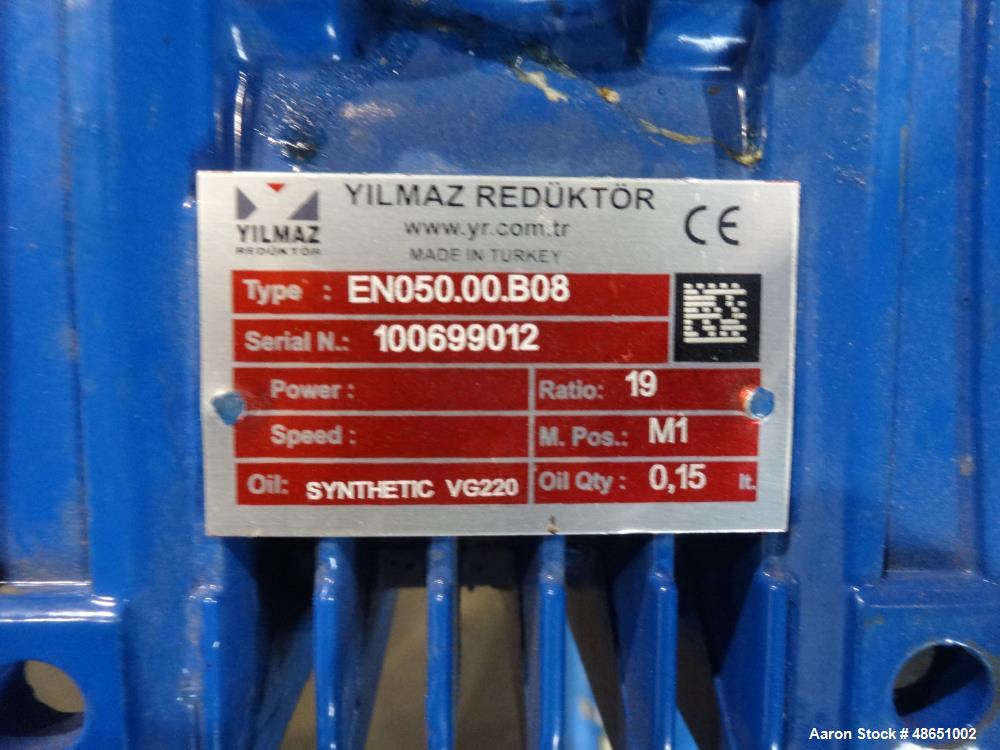 YILMAZ REDÜKTÖR
www.yr.com.tr
MADE IN TURKEY
YILMAZ
REDÜKTÖR
CE
Type : EN050.00.B08
Serial N.: 100699012
Power : Ratio: 19
Speed : M. Pos.: M1
Oil: SYNTHETIC VG220 Oil Qty : 0,15 lt.
Aaron Stock # 48651002